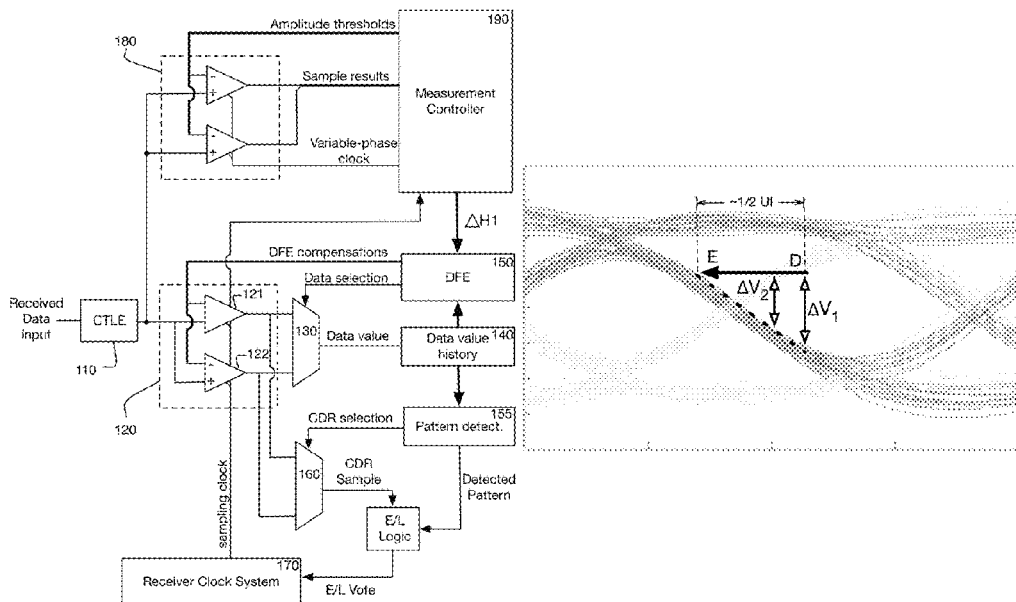 Amplitude thresholds
190
180
Sample results
Measurement
Controller
Variable-phase
clock
ΔH1
DFE compensations
150
DFE
Data selection
Received
Data
input
CTLE
110
121
122
120
130
Data value
140
Data value
history
155
Pattern detect.
CDR selection
160
CDR
Sample
Detected
Pattern
E/L
Logic
sampling clock
170
Receiver Clock System
E/L Vote
~1/2 UI
E
D
ΔV2
ΔV1